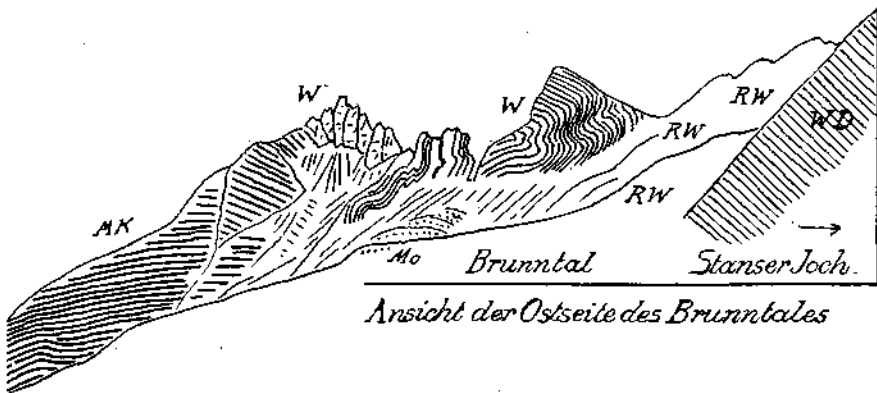 W W RW
RW WD
MK RW
Mo Brunntal Stanser Joch.
Ansicht der Ostseite des Brunntales